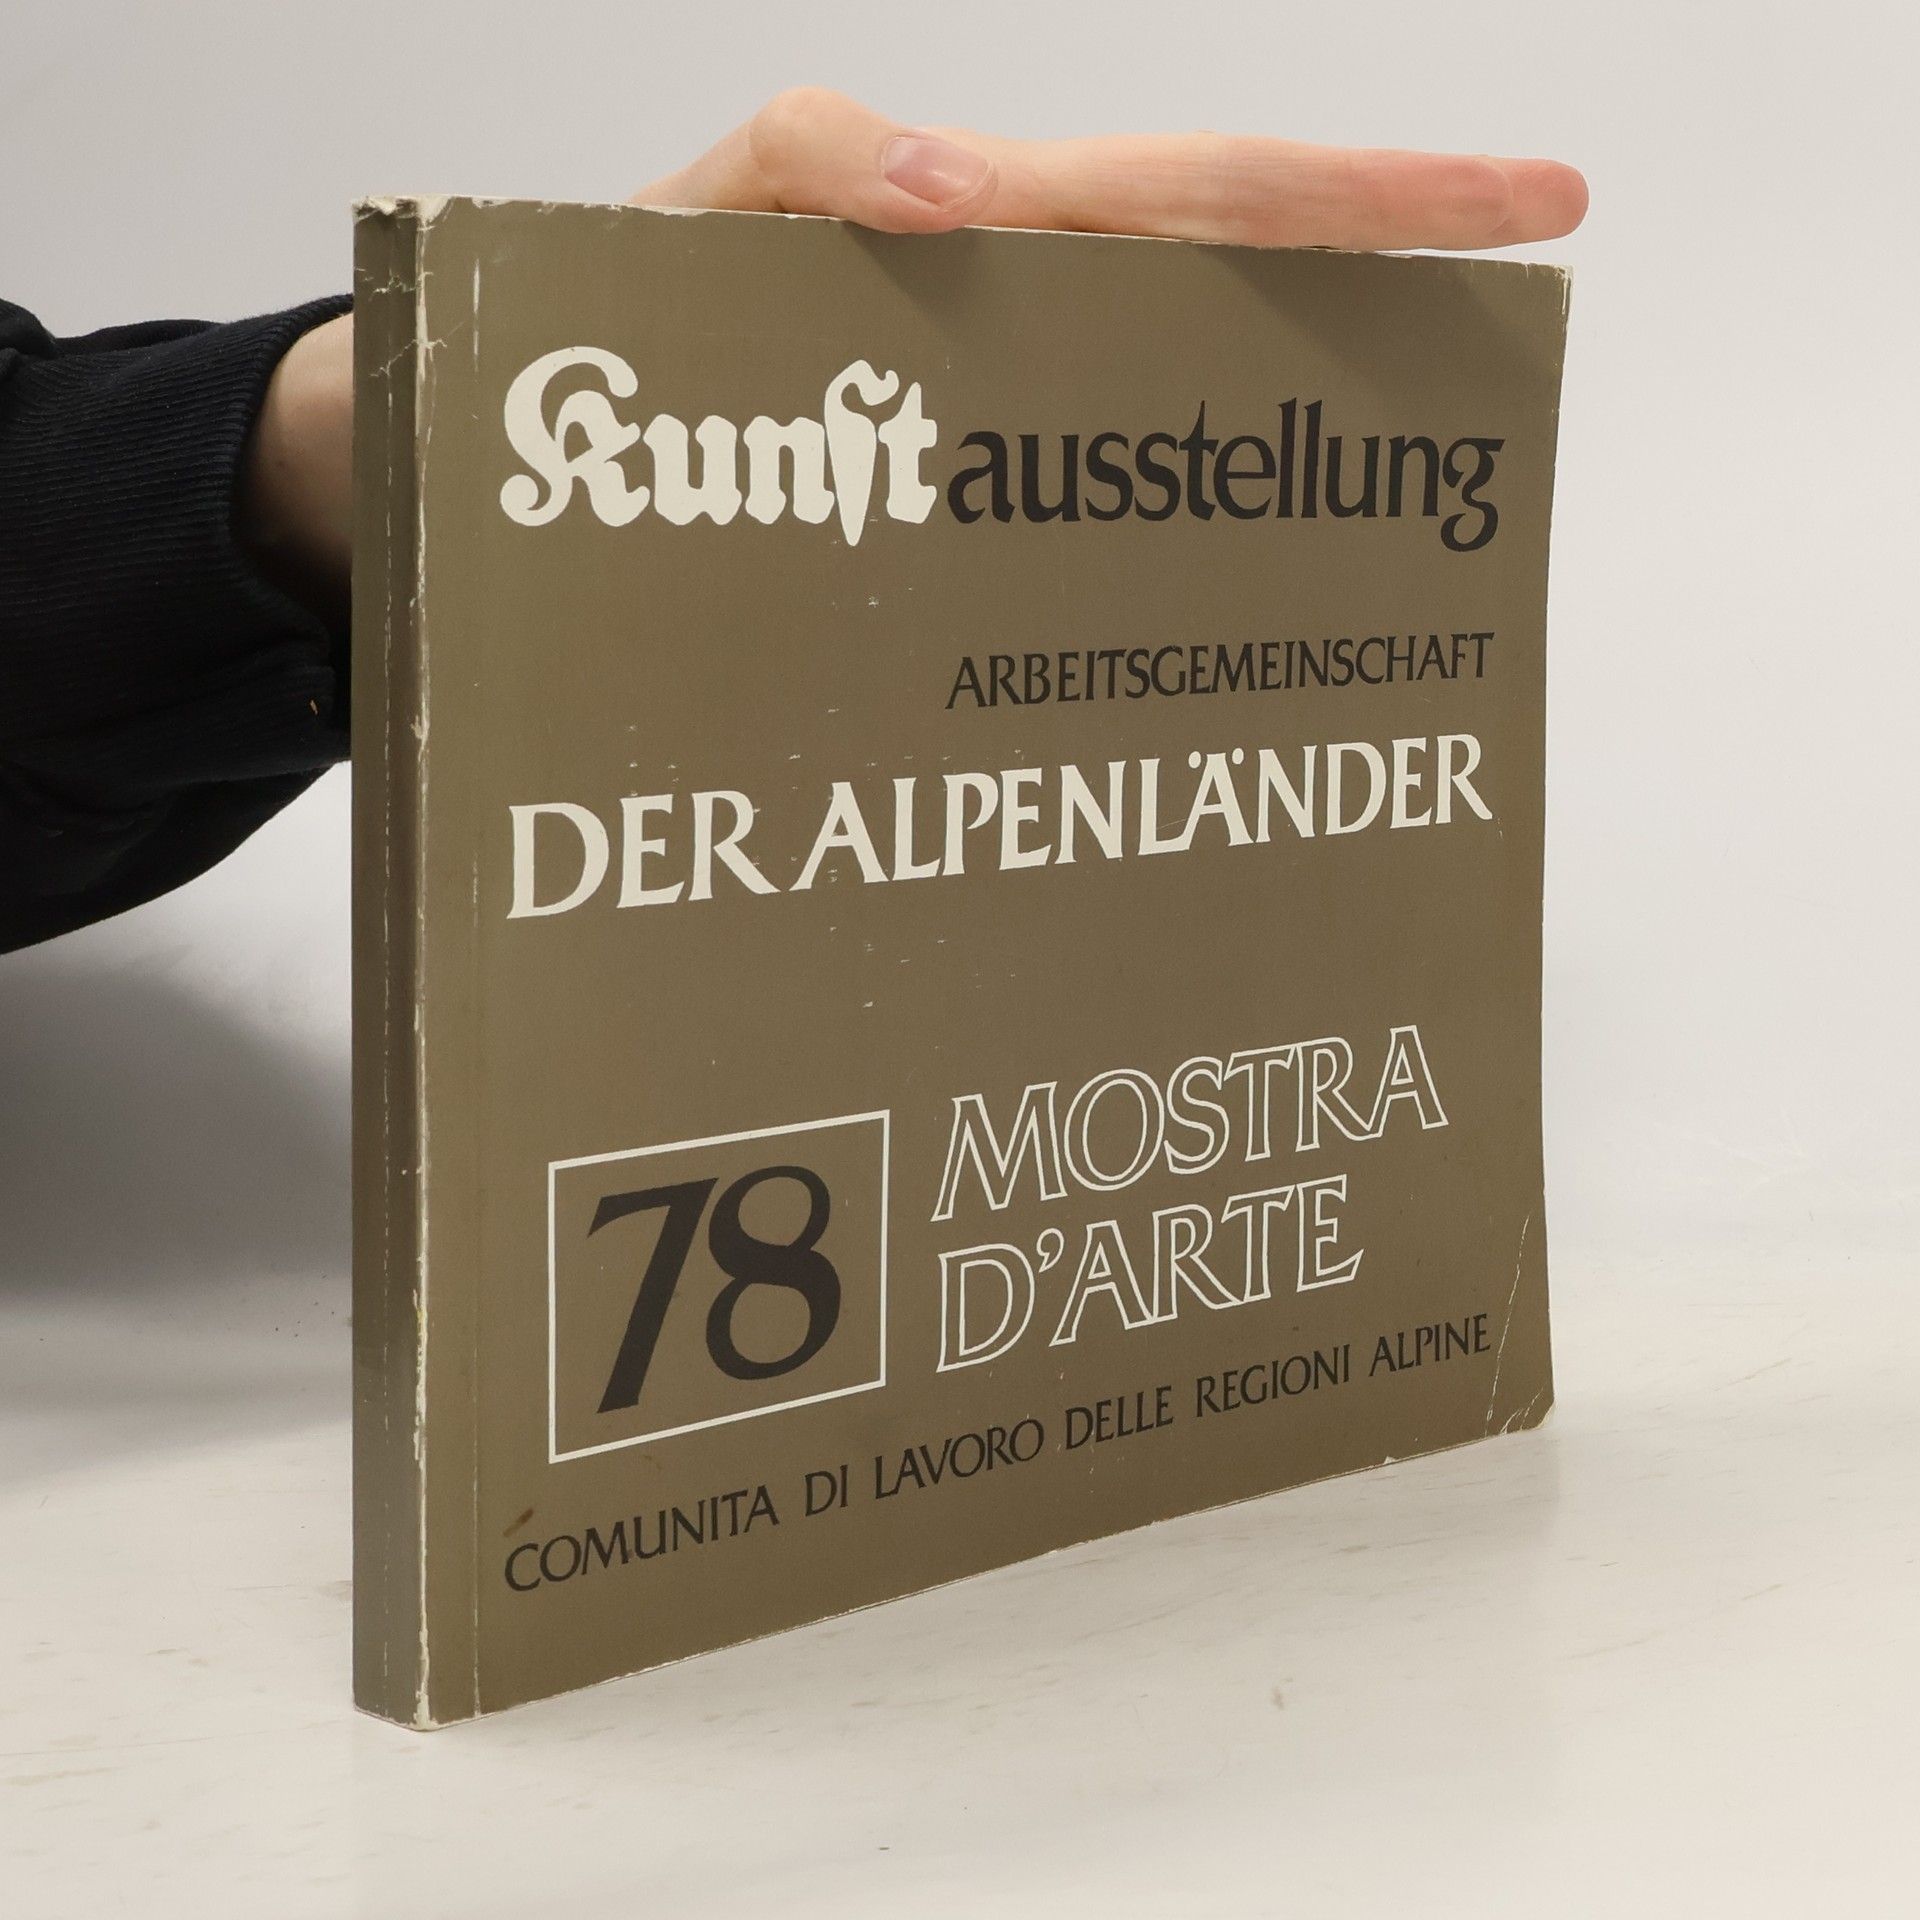 Kunstausstellung
ARBEITSGEMEINSCHAFT
DER ALPENLÄNDER
78
MOSTRA
D'ARTE
COMUNITA DI LAVORO DELLE REGIONI ALPINE